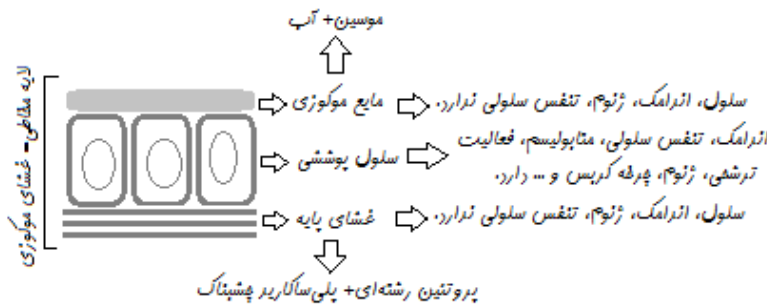 موسین+ آب
مایع موکوزی
سلول، اندامک، ژنوم، تنفس سلولی ندارد.
سلول پوششی
اندامک، تنفس سلولی، متابولیسم، فعالیت
ترشحی، ژنوم، چرخه کربس و ... دارد.
غشای پایه
سلول، اندامک، ژنوم، تنفس سلولی ندارد.
پروتئین رشته‌ای+ پلی‌ساکارید چسبناک
لایه مخاطی= غشای موکوزی